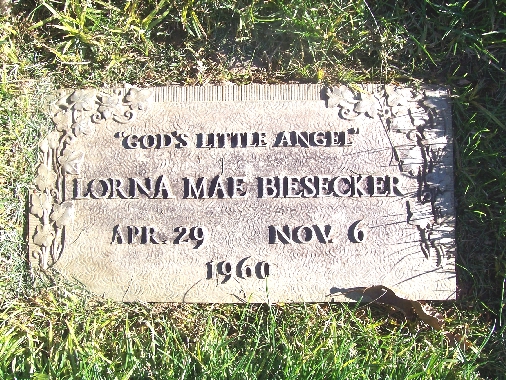 "GOD'S LITTLE ANGEL"
LORNA MAE BIESECKER
APR. 29 NOV. 6
1960